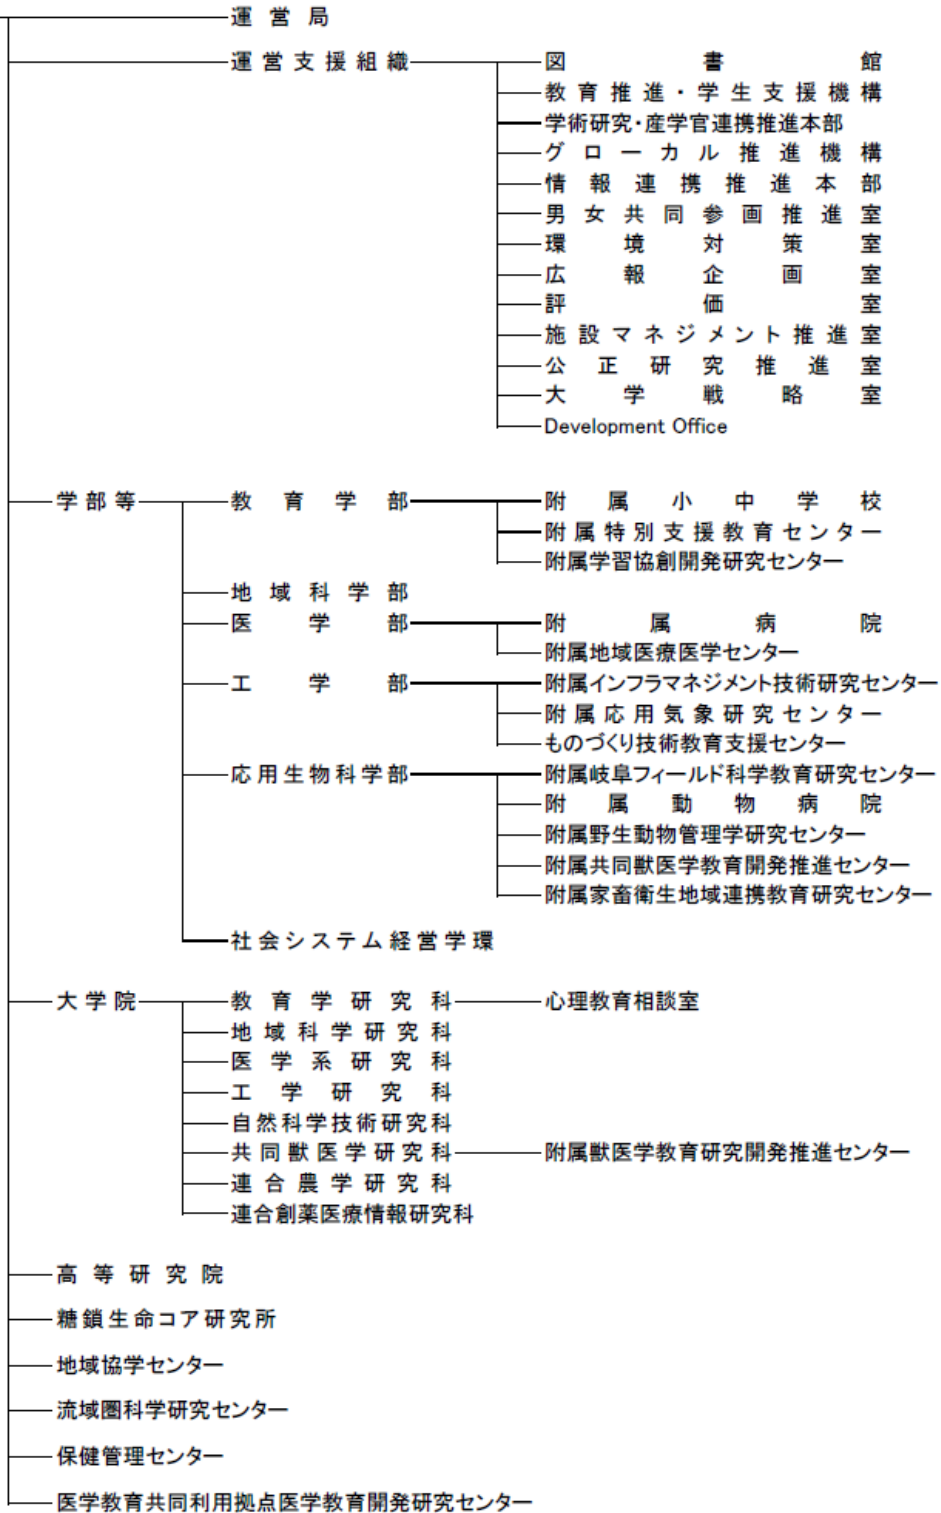 運営局
運営支援組織 図書館
教育推進・学生支援機構
学術研究・産学官連携推進本部
グローカル推進機構
情報連携推進本部
男女共同参画推進室
環境対策室
広報企画室
評価室
施設マネジメント推進室
公正研究推進室
大学戦略室
Development Office
学部等 教育学部 附属小中学校
附属特別支援教育センター
附属学習協創開発研究センター
地域科学部
医学部 附属病院
附属地域医療医学センター
工学部 附属インフラマネジメント技術研究センター
附属応用気象研究センター
ものづくり技術教育支援センター
応用生物科学部 附属岐阜フィールド科学教育研究センター
附属動物病院
附属野生動物管理学研究センター
附属共同獣医学教育開発推進センター
附属家畜衛生地域連携教育研究センター
社会システム経営学環
大学院 教育学研究科 心理教育相談室
地域科学研究科
医学系研究科
工学研究科
自然科学技術研究科
共同獣医学研究科 附属獣医学教育研究開発推進センター
連合農学研究科
連合創薬医療情報研究科
高等研究院
糖鎖生命コア研究所
地域協学センター
流域圏科学研究センター
保健管理センター
医学教育共同利用拠点医学教育開発研究センター